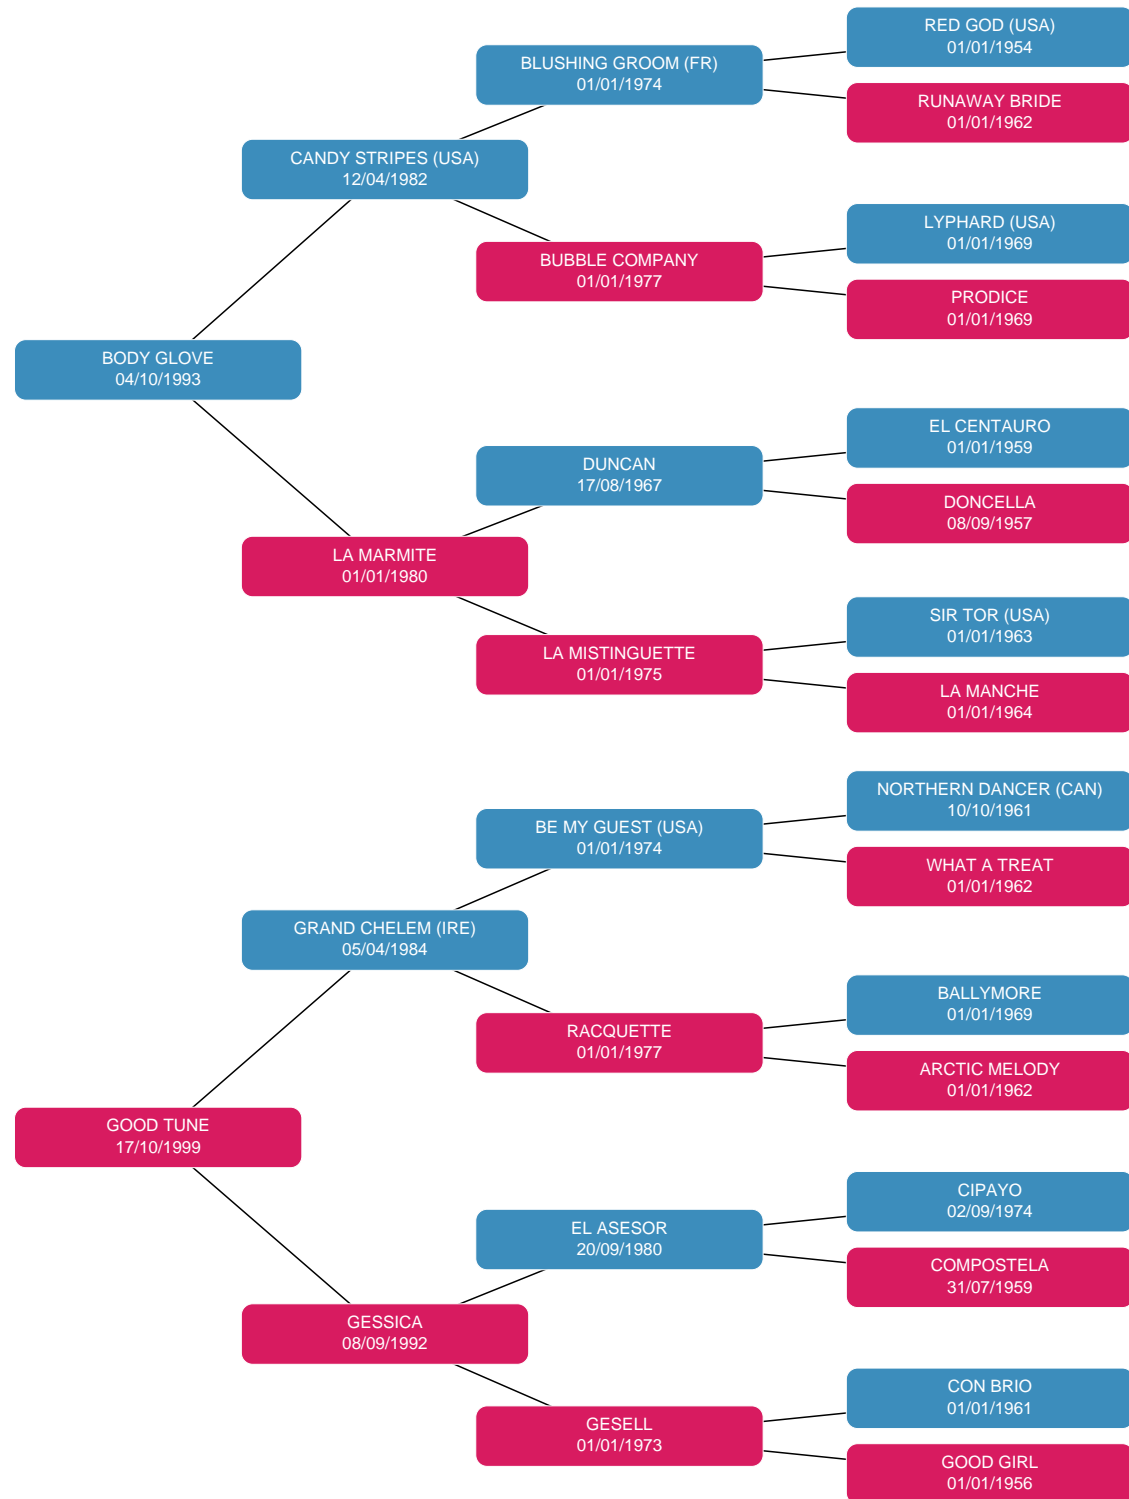 RED GOD (USA)
01/01/1954
BLUSHING GROOM (FR)
01/01/1974
RUNAWAY BRIDE
01/01/1962
CANDY STRIPES (USA)
12/04/1982
LYPHARD (USA)
01/01/1969
BUBBLE COMPANY
01/01/1977
PRODICE
01/01/1969
BODY GLOVE
04/10/1993
EL CENTAURO
01/01/1959
DUNCAN
17/08/1967
DONCELLA
08/09/1957
LA MARMITE
01/01/1980
SIR TOR (USA)
01/01/1963
LA MISTINGUETTE
01/01/1975
LA MANCHE
01/01/1964
NORTHERN DANCER (CAN)
10/10/1961
BE MY GUEST (USA)
01/01/1974
WHAT A TREAT
01/01/1962
GRAND CHELEM (IRE)
05/04/1984
BALLYMORE
01/01/1969
RACQUETTE
01/01/1977
ARCTIC MELODY
01/01/1962
GOOD TUNE
17/10/1999
CIPAYO
02/09/1974
EL ASESOR
20/09/1980
COMPOSTELA
31/07/1959
GESSICA
08/09/1992
CON BRIO
01/01/1961
GESELL
01/01/1973
GOOD GIRL
01/01/1956